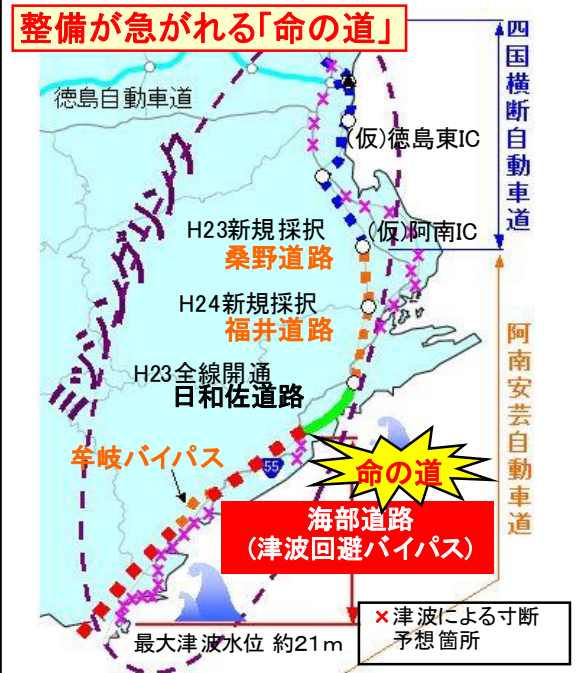 整備が急がれる「命の道」
徳島自動車道
四国横断自動車道
(仮)徳島東IC
ミッシングリンク
H23新規採択
桑野道路
(仮)阿南IC
H24新規採択
福井道路
阿南安芸自動車道
H23全線開通
日和佐道路
牟岐バイパス
55
命の道
海部道路
(津波回避バイパス)
最大津波水位 約21m
×津波による寸断
予想箇所